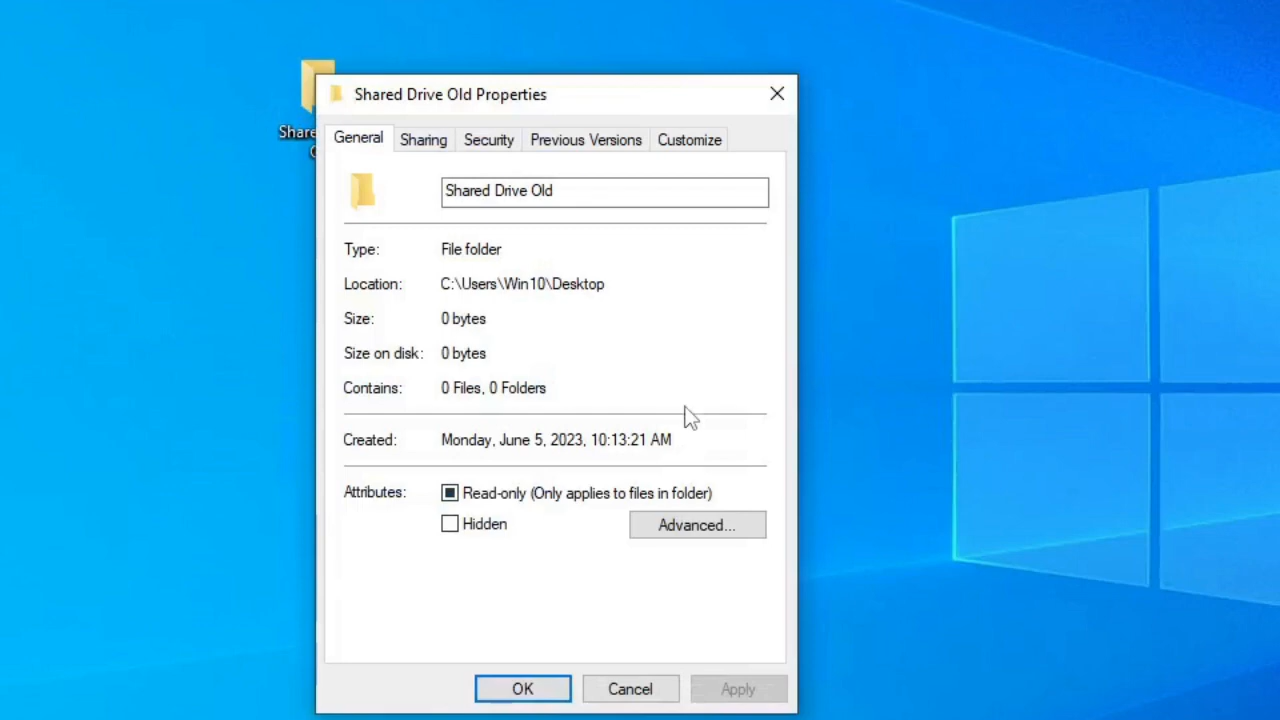 Shared Drive Old Properties
Share
General Sharing Security Previous Versions Customize
Shared Drive Old
Type: File folder
Location: C:\Users\Win10\Desktop
Size: 0 bytes
Size on disk: 0 bytes
Contains: 0 Files, 0 Folders
Created: Monday, June 5, 2023, 10:13:21 AM
Attributes: Read-only (Only applies to files in folder)
Hidden Advanced...
OK Cancel Apply